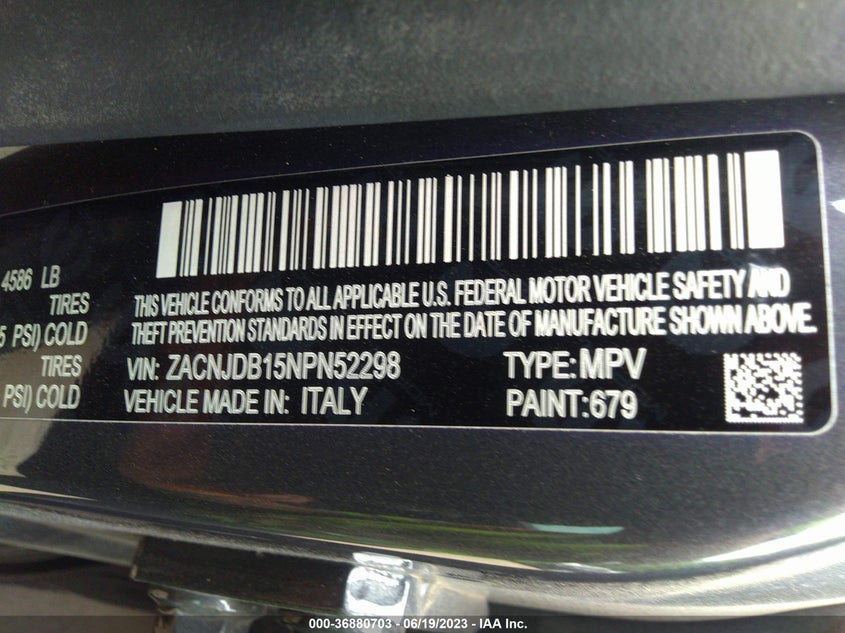 4586 LB
TIRES
5 PSI) COLD
TIRES
PSI) COLD
THIS VEHICLE CONFORMS TO ALL APPLICABLE U.S. FEDERAL MOTOR VEHICLE SAFETY AND
THEFT PREVENTION STANDARDS IN EFFECT ON THE DATE OF MANUFACTURE SHOWN ABOVE.
VIN: ZACNJDB15NPN52298
TYPE:MPV
VEHICLE MADE IN: ITALY
PAINT:679
000-36880703 - 06/19/2023 - IAA Inc.